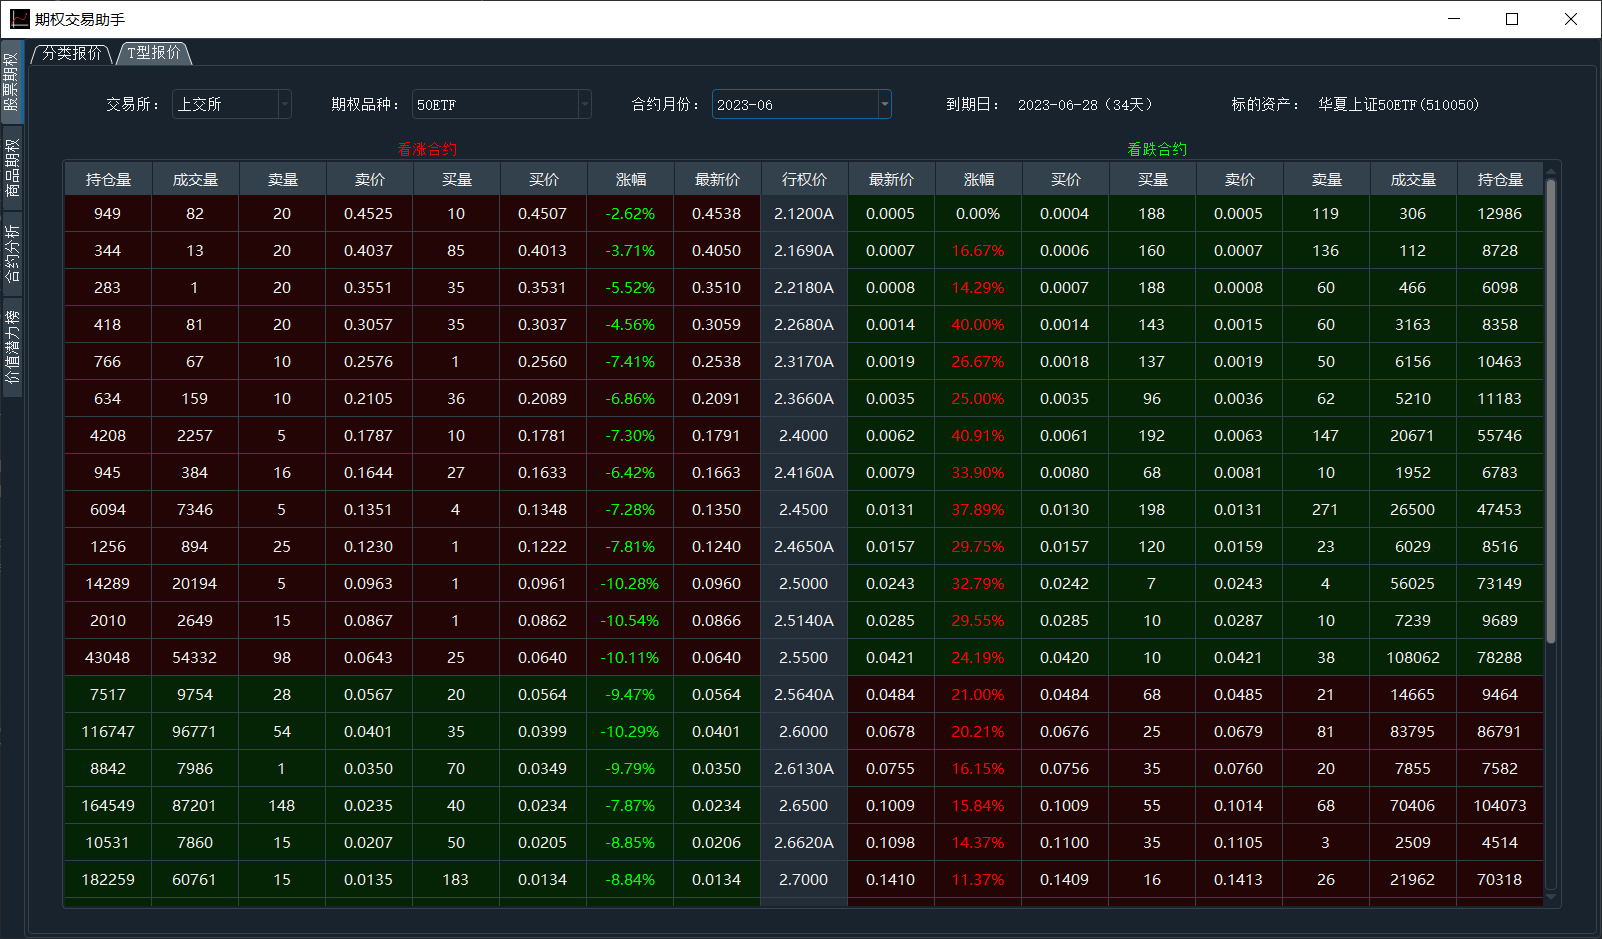 期权交易助手
分类报价 T型报价
股票期权
商品期权
合约分析
价值潜力榜
交易所： 上交所 期权品种： 50ETF 合约月份： 2023-06 到期日： 2023-06-28（34天） 标的资产： 华夏上证50ETF(510050)
看涨合约 看跌合约
持仓量 成交量 卖量 卖价 买量 买价 涨幅 最新价 行权价 最新价 涨幅 买价 买量 卖价 卖量 成交量 持仓量
949 82 20 0.4525 10 0.4507 -2.62% 0.4538 2.1200A 0.0005 0.00% 0.0004 188 0.0005 119 306 12986
344 13 20 0.4037 85 0.4013 -3.71% 0.4050 2.1690A 0.0007 16.67% 0.0006 160 0.0007 136 112 8728
283 1 20 0.3551 35 0.3531 -5.52% 0.3510 2.2180A 0.0008 14.29% 0.0007 188 0.0008 60 466 6098
418 81 20 0.3057 35 0.3037 -4.56% 0.3059 2.2680A 0.0014 40.00% 0.0014 143 0.0015 60 3163 8358
766 67 10 0.2576 1 0.2560 -7.41% 0.2538 2.3170A 0.0019 26.67% 0.0018 137 0.0019 50 6156 10463
634 159 10 0.2105 36 0.2089 -6.86% 0.2091 2.3660A 0.0035 25.00% 0.0035 96 0.0036 62 5210 11183
4208 2257 5 0.1787 10 0.1781 -7.30% 0.1791 2.4000 0.0062 40.91% 0.0061 192 0.0063 147 20671 55746
945 384 16 0.1644 27 0.1633 -6.42% 0.1663 2.4160A 0.0079 33.90% 0.0080 68 0.0081 10 1952 6783
6094 7346 5 0.1351 4 0.1348 -7.28% 0.1350 2.4500 0.0131 37.89% 0.0130 198 0.0131 271 26500 47453
1256 894 25 0.1230 1 0.1222 -7.81% 0.1240 2.4650A 0.0157 29.75% 0.0157 120 0.0159 23 6029 8516
14289 20194 5 0.0963 1 0.0961 -10.28% 0.0960 2.5000 0.0243 32.79% 0.0242 7 0.0243 4 56025 73149
2010 2649 15 0.0867 1 0.0862 -10.54% 0.0866 2.5140A 0.0285 29.55% 0.0285 10 0.0287 10 7239 9689
43048 54332 98 0.0643 25 0.0640 -10.11% 0.0640 2.5500 0.0421 24.19% 0.0420 10 0.0421 38 108062 78288
7517 9754 28 0.0567 20 0.0564 -9.47% 0.0564 2.5640A 0.0484 21.00% 0.0484 68 0.0485 21 14665 9464
116747 96771 54 0.0401 35 0.0399 -10.29% 0.0401 2.6000 0.0678 20.21% 0.0676 25 0.0679 81 83795 86791
8842 7986 1 0.0350 70 0.0349 -9.79% 0.0350 2.6130A 0.0755 16.15% 0.0756 35 0.0760 20 7855 7582
164549 87201 148 0.0235 40 0.0234 -7.87% 0.0234 2.6500 0.1009 15.84% 0.1009 55 0.1014 68 70406 104073
10531 7860 15 0.0207 50 0.0205 -8.85% 0.0206 2.6620A 0.1098 14.37% 0.1100 35 0.1105 3 2509 4514
182259 60761 15 0.0135 183 0.0134 -8.84% 0.0134 2.7000 0.1410 11.37% 0.1409 16 0.1413 26 21962 70318